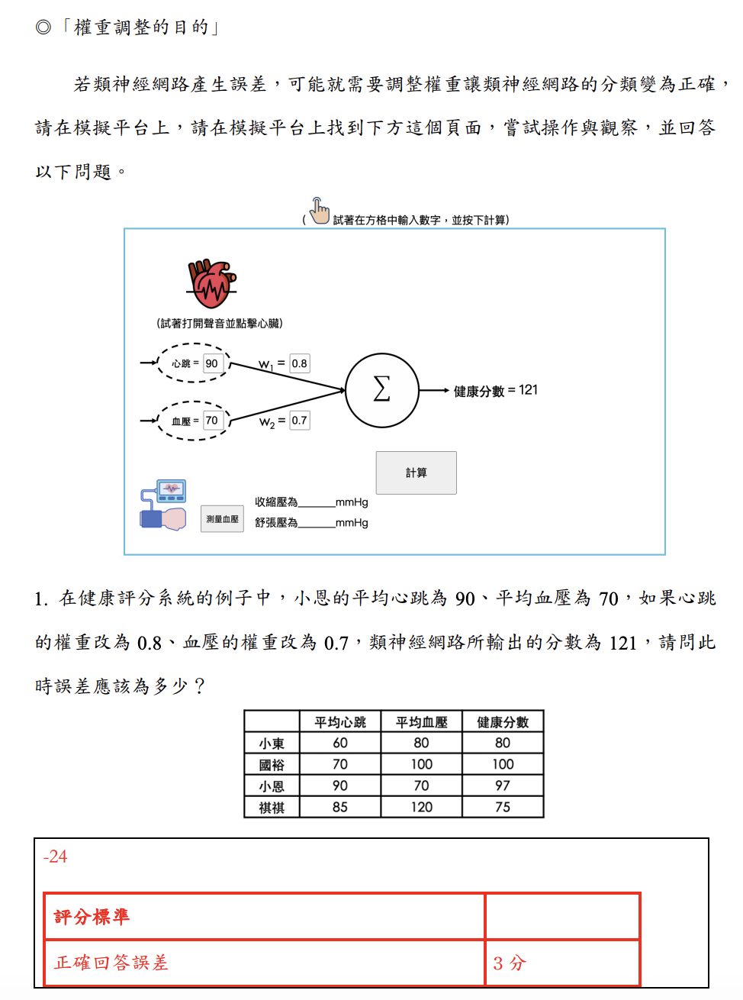 ◎「權重調整的目的」
若類神經網路產生誤差，可能就需要調整權重讓類神經網路的分類變為正確，
請在模擬平台上，請在模擬平台上找到下方這個頁面，嘗試操作與觀察，並回答
以下問題。
( 試著在方格中輸入數字，並按下計算)
(試著打開聲音並點擊心臟)
心跳 = 90 w1 = 0.8
Σ 健康分數 = 121
血壓 = 70 w2 = 0.7
計算
收縮壓為______mmHg
測量血壓
舒張壓為______mmHg
1. 在健康評分系統的例子中，小恩的平均心跳為 90、平均血壓為 70，如果心跳
的權重改為 0.8、血壓的權重改為 0.7，類神經網路所輸出的分數為 121，請問此
時誤差應該為多少？
平均心跳 平均血壓 健康分數
小東 60 80 80
國裕 70 100 100
小恩 90 70 97
祺祺 85 120 75
-24
評分標準
正確回答誤差 3 分